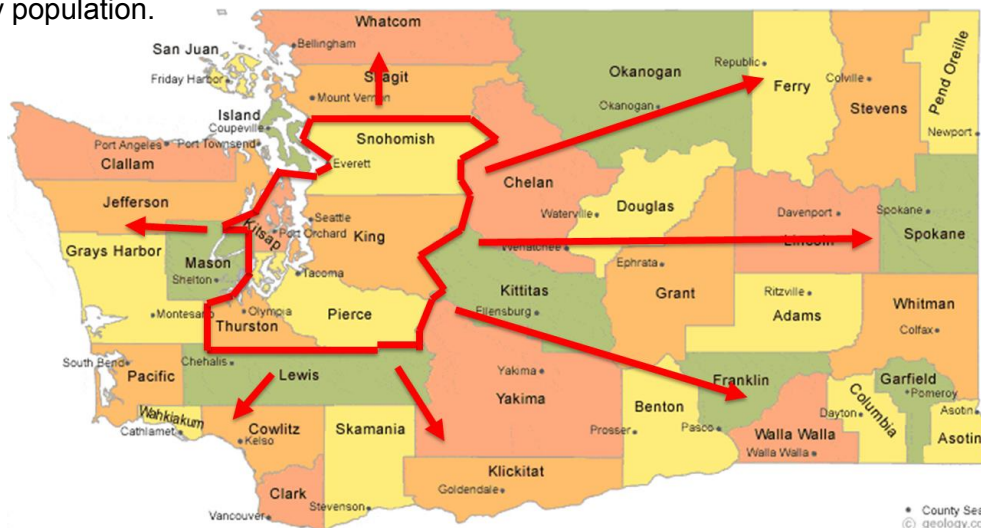 y population.
Whatcom
Bellingham
San Juan
Friday Harbor
Skagit
Mount Vernon
Okanogan
Okanogan
Republic
Ferry
Colville
Stevens
Pend Oreille
Newport
Island
Coupeville
Port Townsend
Port Angeles
Clallam
Snohomish
Everett
Chelan
Waterville
Wenatchee
Douglas
Davenport
Lincoln
Spokane
Spokane
Jefferson
Kitsap
Port Orchard
Seattle
King
Grays Harbor
Mason
Shelton
Tacoma
Ephrata
Grant
Kittitas
Ellensburg
Ritzville
Adams
Whitman
Colfax
Montesano
Olympia
Thurston
Pierce
South Bend
Pacific
Chehalis
Lewis
Yakima
Yakima
Franklin
Garfield
Pomeroy
Benton
Prosser
Pasco
Walla Walla
Walla Walla
Dayton
Columbia
Asotin
Asotin
Wahkiakum
Cathlamet
Cowlitz
Kelso
Skamania
Klickitat
Goldendale
Clark
Vancouver
Stevenson
County Sea
© geology.co